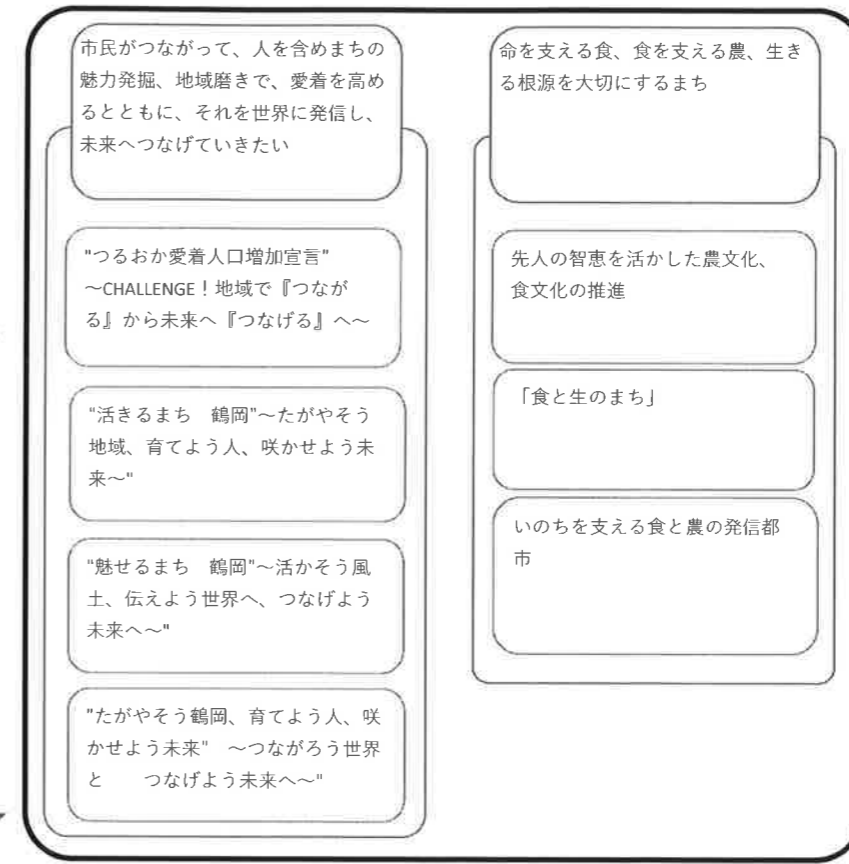 市民がつながって、人を含めまちの
魅力発掘、地域磨きで、愛着を高め
るとともに、それを世界に発信し、
未来へつなげていきたい
"つるおか愛着人口増加宣言"
～CHALLENGE！地域で『つなが
る』から未来へ『つなげる』へ～
"活きるまち　鶴岡"～たがやそう
地域、育てよう人、咲かせよう未
来～"
"魅せるまち　鶴岡"～活かそう風
土、伝えよう世界へ、つなげよう
未来へ～"
"たがやそう鶴岡、育てよう人、咲
かせよう未来"　～つながろう世界
と　　つなげよう未来へ～"
命を支える食、食を支える農、生き
る根源を大切にするまち
先人の智恵を活かした農文化、
食文化の推進
「食と生のまち」
いのちを支える食と農の発信都
市